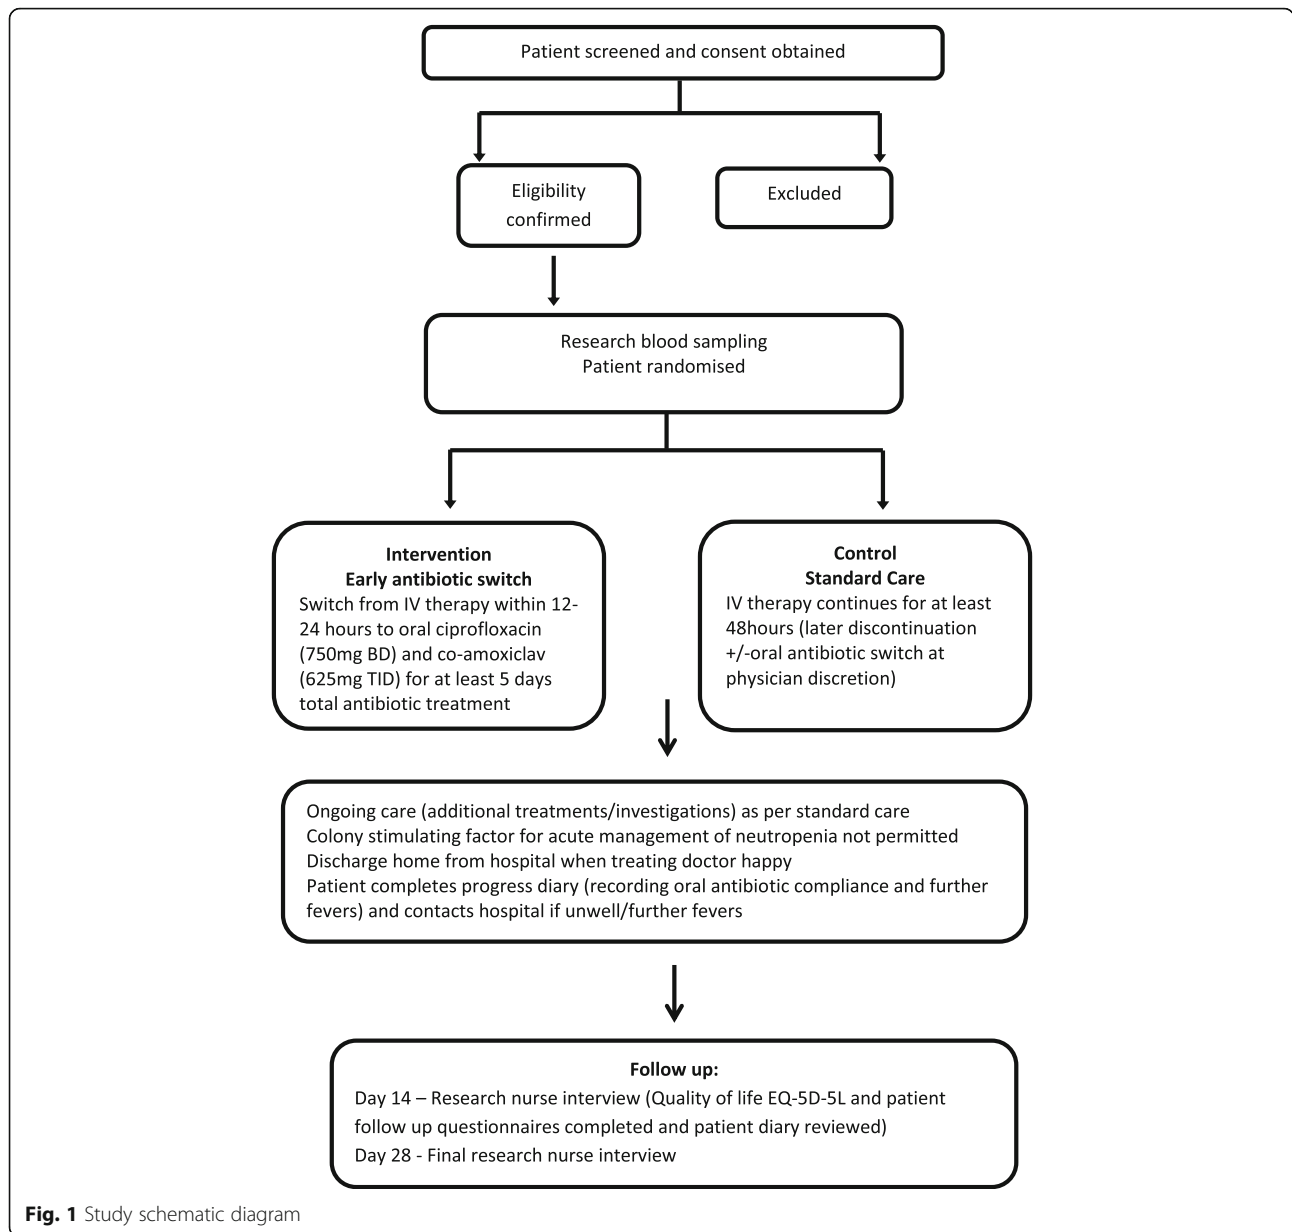 Patient screened and consent obtained
Eligibility
confirmed
Excluded
Research blood sampling
Patient randomised
Intervention
Early antibiotic switch
Switch from IV therapy within 12-
24 hours to oral ciprofloxacin
(750mg BD) and co-amoxiclav
(625mg TID) for at least 5 days
total antibiotic treatment
Control
Standard Care
IV therapy continues for at least
48hours (later discontinuation
+/-oral antibiotic switch at
physician discretion)
Ongoing care (additional treatments/investigations) as per standard care
Colony stimulating factor for acute management of neutropenia not permitted
Discharge home from hospital when treating doctor happy
Patient completes progress diary (recording oral antibiotic compliance and further
fevers) and contacts hospital if unwell/further fevers
Follow up:
Day 14 – Research nurse interview (Quality of life EQ-5D-5L and patient
follow up questionnaires completed and patient diary reviewed)
Day 28 - Final research nurse interview
Fig. 1 Study schematic diagram